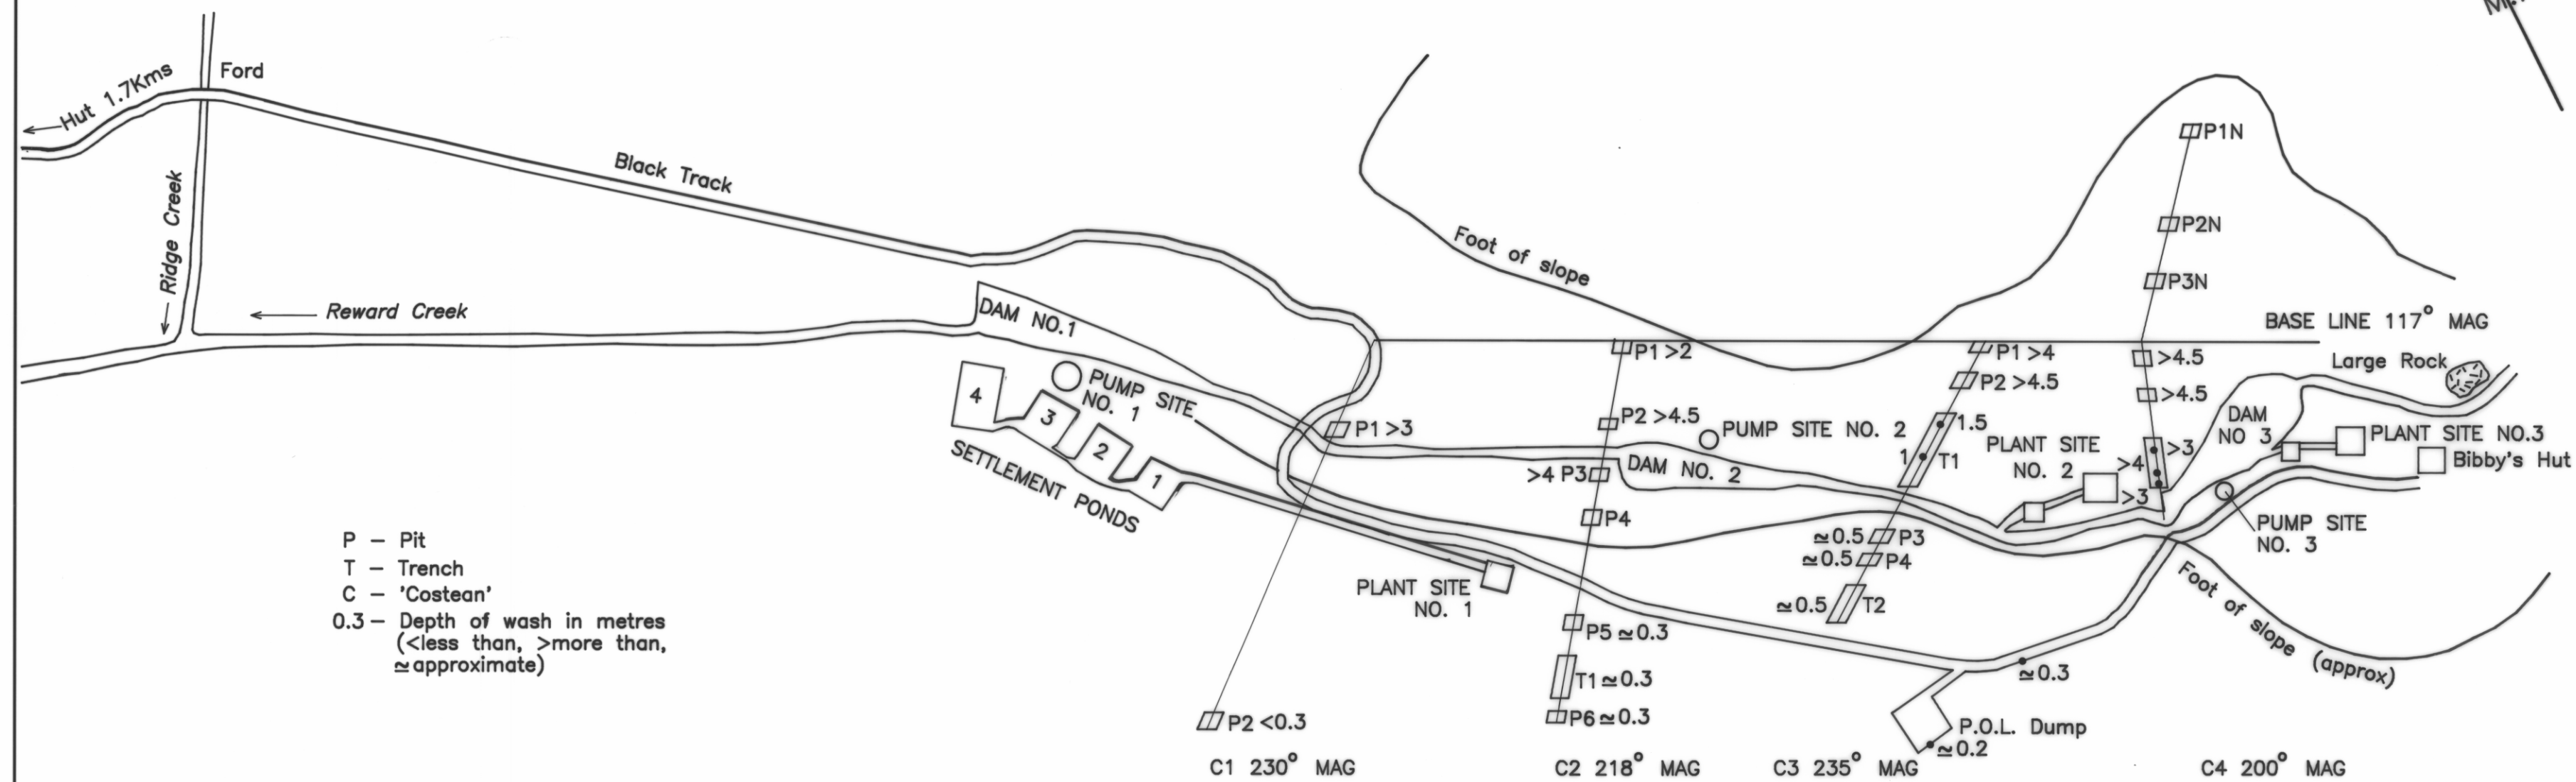 Hut 1.7Kms
Ford
Ridge Creek
Black Track
Reward Creek
DAM NO.1
4
3
2
1
SETTLEMENT PONDS
PUMP SITE
NO. 1
P1 >3
P2 <0.3
C1 230° MAG
PLANT SITE
NO. 1
Foot of slope
P1 >2
P2 >4.5
>4 P3
P4
P5 ≃0.3
T1 ≃0.3
P6 ≃0.3
C2 218° MAG
DAM NO. 2
PUMP SITE NO. 2
P1 >4
P2 >4.5
1.5
1
T1
≃0.5
P3
≃0.5
P4
≃0.5
T2
C3 235° MAG
P.O.L. Dump
≃0.2
≃0.3
PLANT SITE
NO. 2
P1N
P2N
P3N
BASE LINE 117° MAG
>4.5
>4.5
>3
>4
>3
C4 200° MAG
Large Rock
DAM
NO 3
PLANT SITE NO.3
Bibby's Hut
PUMP SITE
NO. 3
Foot of slope (approx)
P – Pit
T – Trench
C – 'Costean'
0.3 – Depth of wash in metres
(<less than, >more than,
≃approximate)